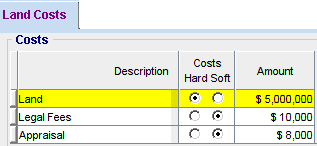 Land Costs
Costs
Description Costs Hard Soft Amount
Land $ 5,000,000
Legal Fees $ 10,000
Appraisal $ 8,000